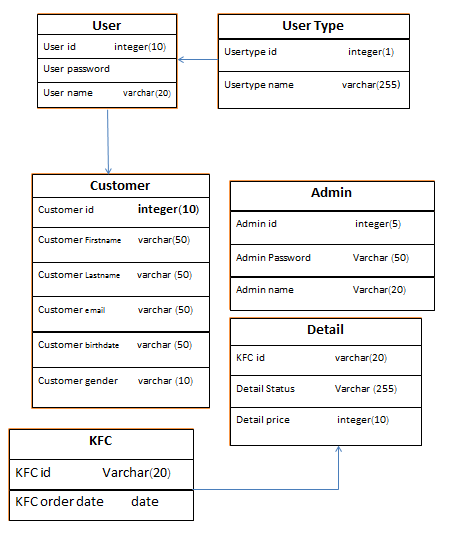 User
User id integer(10)
User password
User name varchar(20)
User Type
Usertype id integer(1)
Usertype name varchar(255)
Customer
Customer id integer(10)
Customer Firstname varchar(50)
Customer Lastname varchar (50)
Customer email varchar (50)
Customer birthdate varchar (50)
Customer gender varchar (10)
Admin
Admin id integer(5)
Admin Password Varchar (50)
Admin name Varchar(20)
Detail
KFC id varchar(20)
Detail Status Varchar (255)
Detail price integer(10)
KFC
KFC id Varchar(20)
KFC order date date